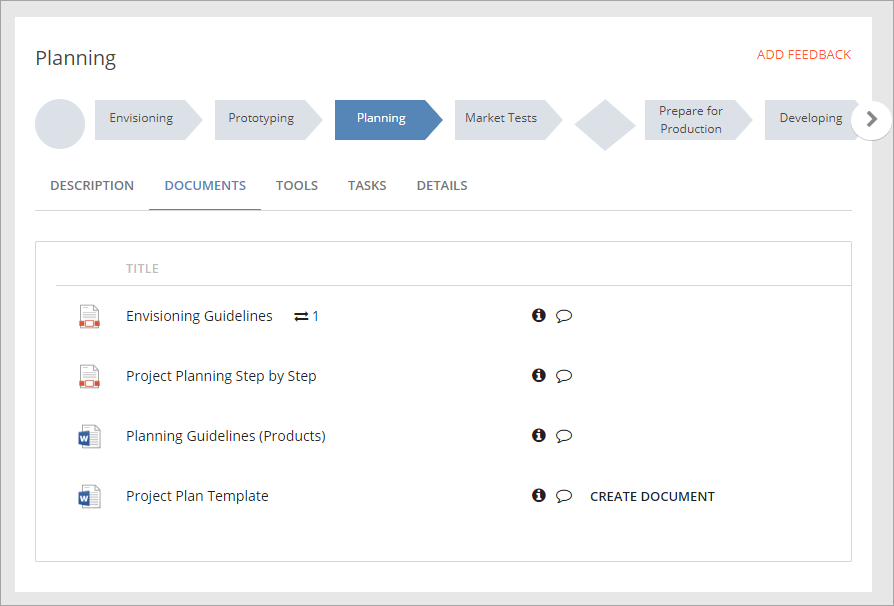 Planning
ADD FEEDBACK
Envisioning
Prototyping
Planning
Market Tests
Prepare for
Production
Developing
DESCRIPTION
DOCUMENTS
TOOLS
TASKS
DETAILS
TITLE
Envisioning Guidelines 1
Project Planning Step by Step
Planning Guidelines (Products)
Project Plan Template CREATE DOCUMENT